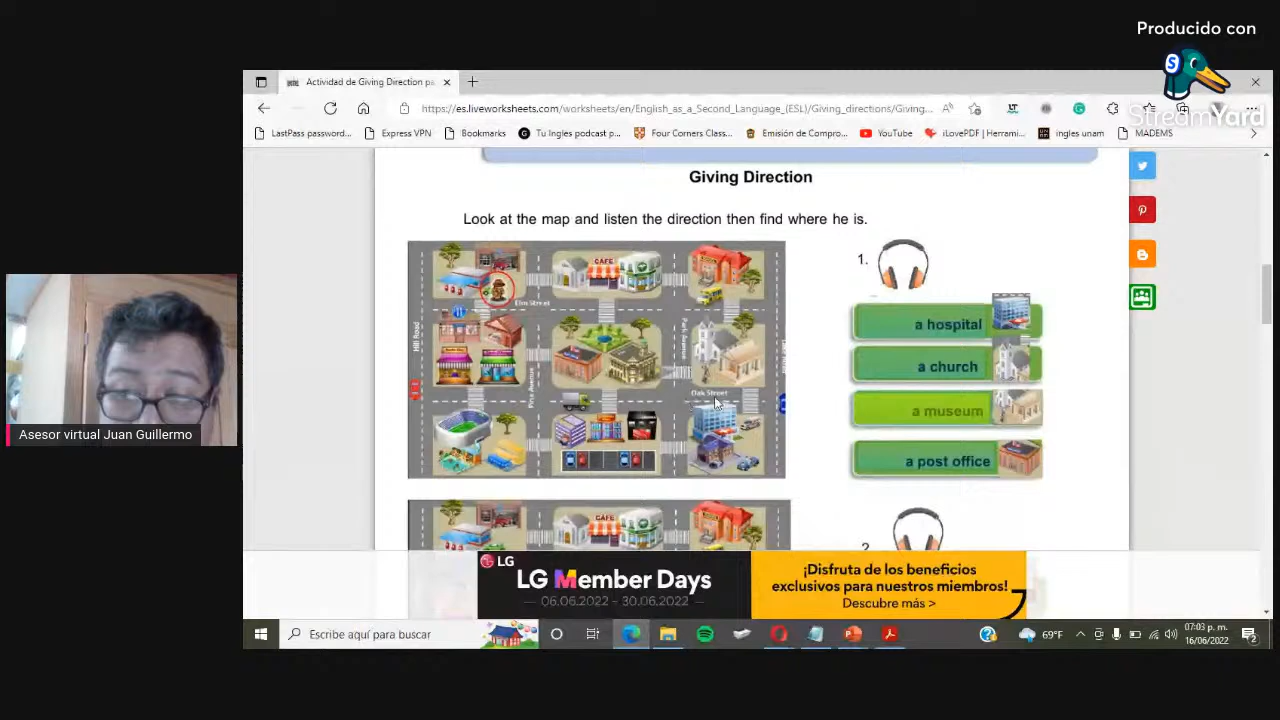 Producido con
StreamYard
Actividad de Giving Direction pa
https://es.liveworksheets.com/worksheets/en/English_as_a_Second_Language_(ESL)/Giving_directions/Giving...
LastPass password...
Express VPN
Bookmarks
Tu Ingles podcast p...
Four Corners Class...
Emisión de Compro...
YouTube
iLovePDF | Herrami...
ingles unam
MADEMS
Giving Direction
Look at the map and listen the direction then find where he is.
CAFE
Elm Street
Hill Road
Park Avenue
Oak Street
1.
a hospital
a church
a museum
a post office
CAFE
2
Asesor virtual Juan Guillermo
LG
LG Member Days
06.06.2022 - 30.06.2022
¡Disfruta de los beneficios
exclusivos para nuestros miembros!
Descubre más >
Escribe aquí para buscar
69°F
07:03 p. m.
16/06/2022
2